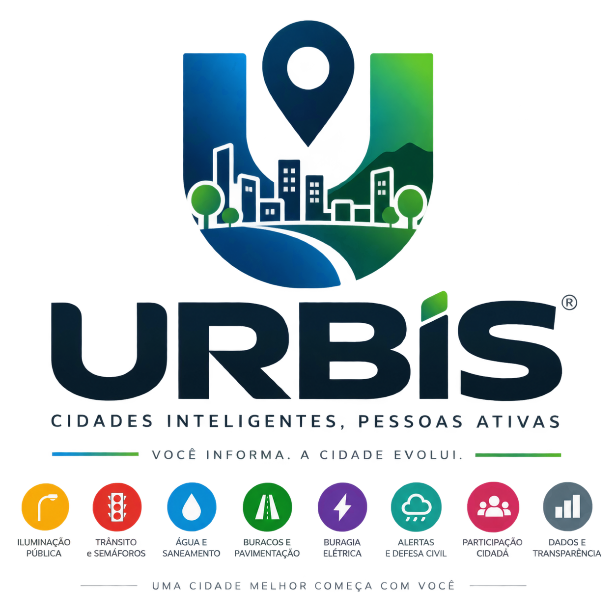 URBIS®
CIDADES INTELIGENTES, PESSOAS ATIVAS
VOCÊ INFORMA. A CIDADE EVOLUI.
ILUMINAÇÃO
PÚBLICA
TRÂNSITO
e SEMÁFOROS
ÁGUA E
SANEAMENTO
BURACOS E
PAVIMENTAÇÃO
BURAGIA
ELÉTRICA
ALERTAS
E DEFESA CIVIL
PARTICIPAÇÃO
CIDADÃ
DADOS E
TRANSPARÊNCIA
UMA CIDADE MELHOR COMEÇA COM VOCÊ